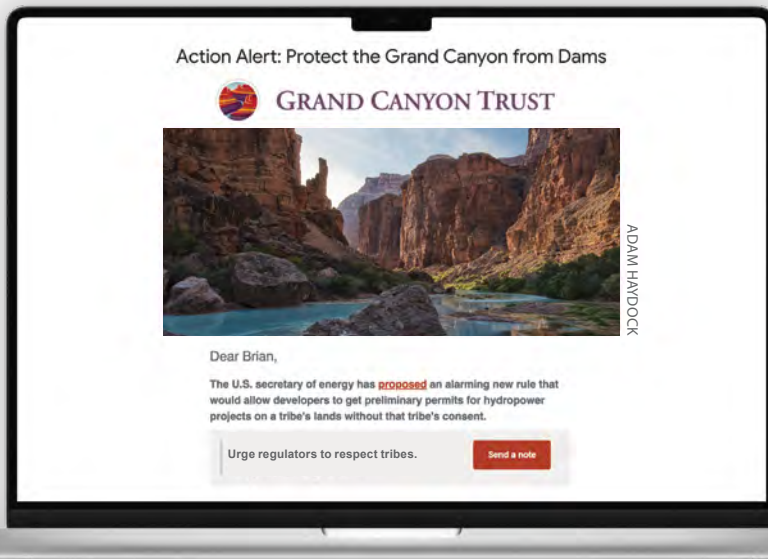 Action Alert: Protect the Grand Canyon from Dams
GRAND CANYON TRUST
ADAM HAYDOCK
Dear Brian,
The U.S. secretary of energy has proposed an alarming new rule that
would allow developers to get preliminary permits for hydropower
projects on a tribe's lands without that tribe's consent.
Urge regulators to respect tribes.
Send a note